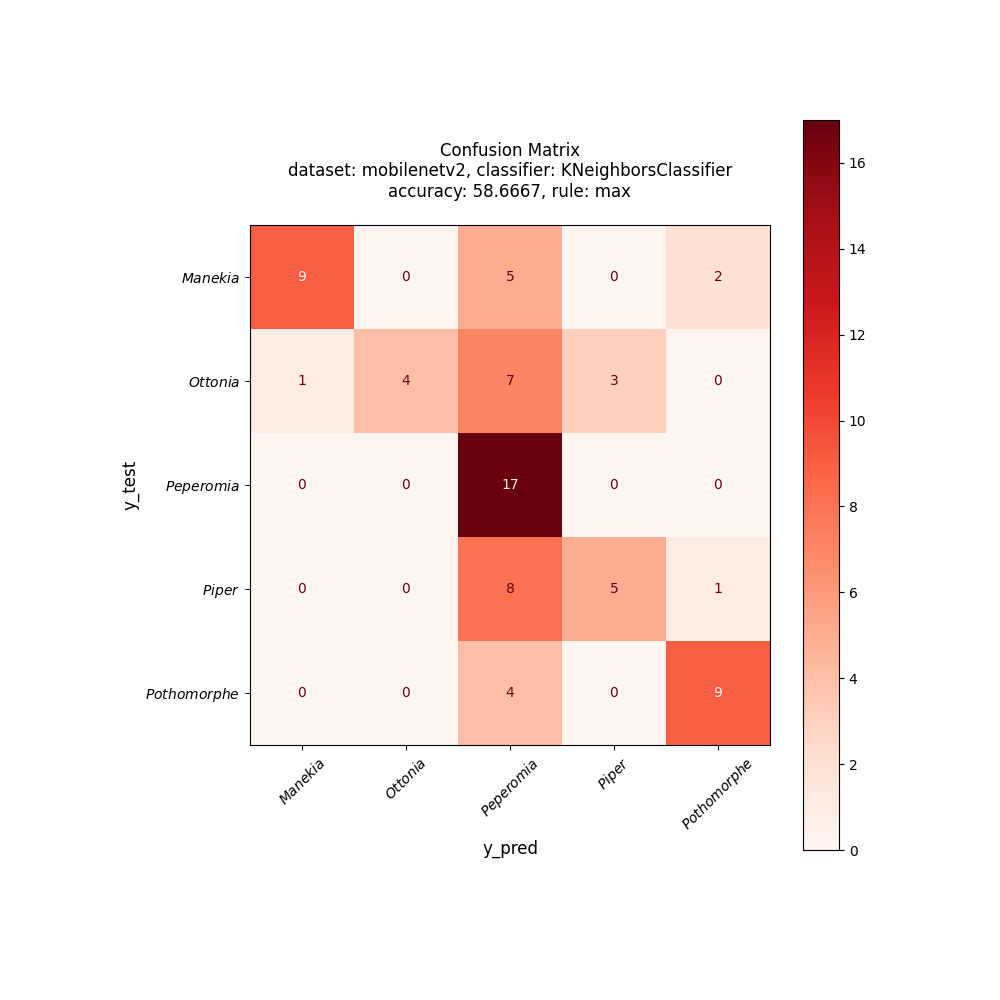 Confusion Matrix
dataset: mobilenetv2, classifier: KNeighborsClassifier
accuracy: 58.6667, rule: max
y_test
Manekia 9 0 5 0 2
Ottonia 1 4 7 3 0
Peperomia 0 0 17 0 0
Piper 0 0 8 5 1
Pothomorphe 0 0 4 0 9
Manekia Ottonia Peperomia Piper Pothomorphe
y_pred
16
14
12
10
8
6
4
2
0